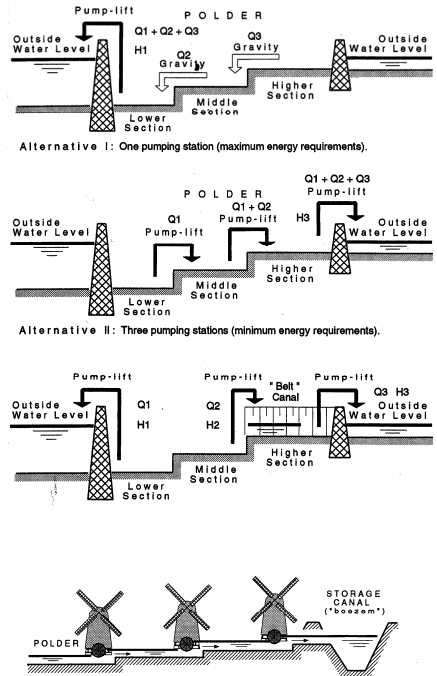 POLDER
Pump-lift
Outside
Water Level
Q1 + Q2 + Q3
H1
Q2
Gravity
Q3
Gravity
Outside
Water Level
Lower
Section
Middle
Section
Higher
Section
Alternative I: One pumping station (maximum energy requirements).
POLDER
Q1 + Q2 + Q3
Pump-lift
Outside
Water Level
Q1
Pump-lift
Q1 + Q2
Pump-lift
H3
Outside
Water Level
Lower
Section
Middle
Section
Higher
Section
Alternative II: Three pumping stations (minimum energy requirements).
Pump-lift
Pump-lift
"Belt"
Canal
Pump-lift
Outside
Water Level
Q1
H1
Q2
H2
Q3 H3
Outside
Water Level
Lower
Section
Middle
Section
Higher
Section
POLDER
STORAGE
CANAL
("boezem")